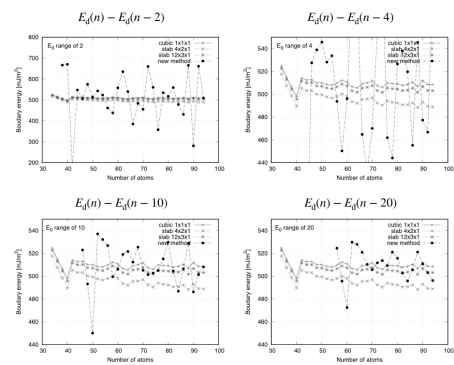 E_d(n) − E_d(n−2)
E_d(n) − E_d(n−4)
E_0 range of 2
cubic 1x1x1
slab 4x2x1
slab 12x3x1
new method
Boudary energy [mJ/m²]
800
700
600
500
400
300
200
30 40 50 60 70 80 90 100
Number of atoms
E_0 range of 4
cubic 1x1x1
slab 4x2x1
slab 12x3x1
new method
Boudary energy [mJ/m²]
540
520
500
480
460
440
30 40 50 60 70 80 90 100
Number of atoms
E_d(n) − E_d(n−10)
E_d(n) − E_d(n−20)
E_0 range of 10
cubic 1x1x1
slab 4x2x1
slab 12x3x1
new method
Boudary energy [mJ/m²]
540
520
500
480
460
440
30 40 50 60 70 80 90 100
Number of atoms
E_0 range of 20
cubic 1x1x1
slab 4x2x1
slab 12x3x1
new method
Boudary energy [mJ/m²]
540
520
500
480
460
440
30 40 50 60 70 80 90 100
Number of atoms